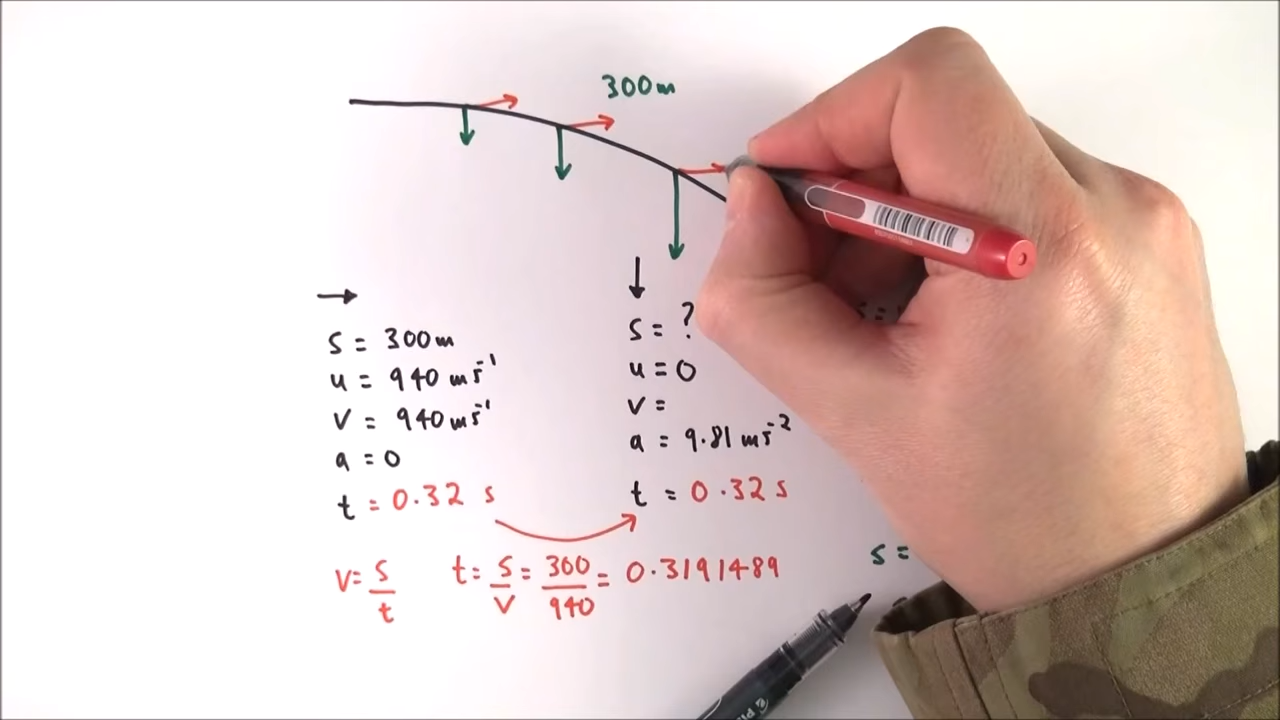 300m
s = 300m
u = 940 ms⁻¹
v = 940 ms⁻¹
a = 0
t = 0.32 s
s = ?
u = 0
v =
a = 9.81 ms⁻²
t = 0.32 s
v = s/t
t = s/v = 300/940 = 0.3191489
s =
s =